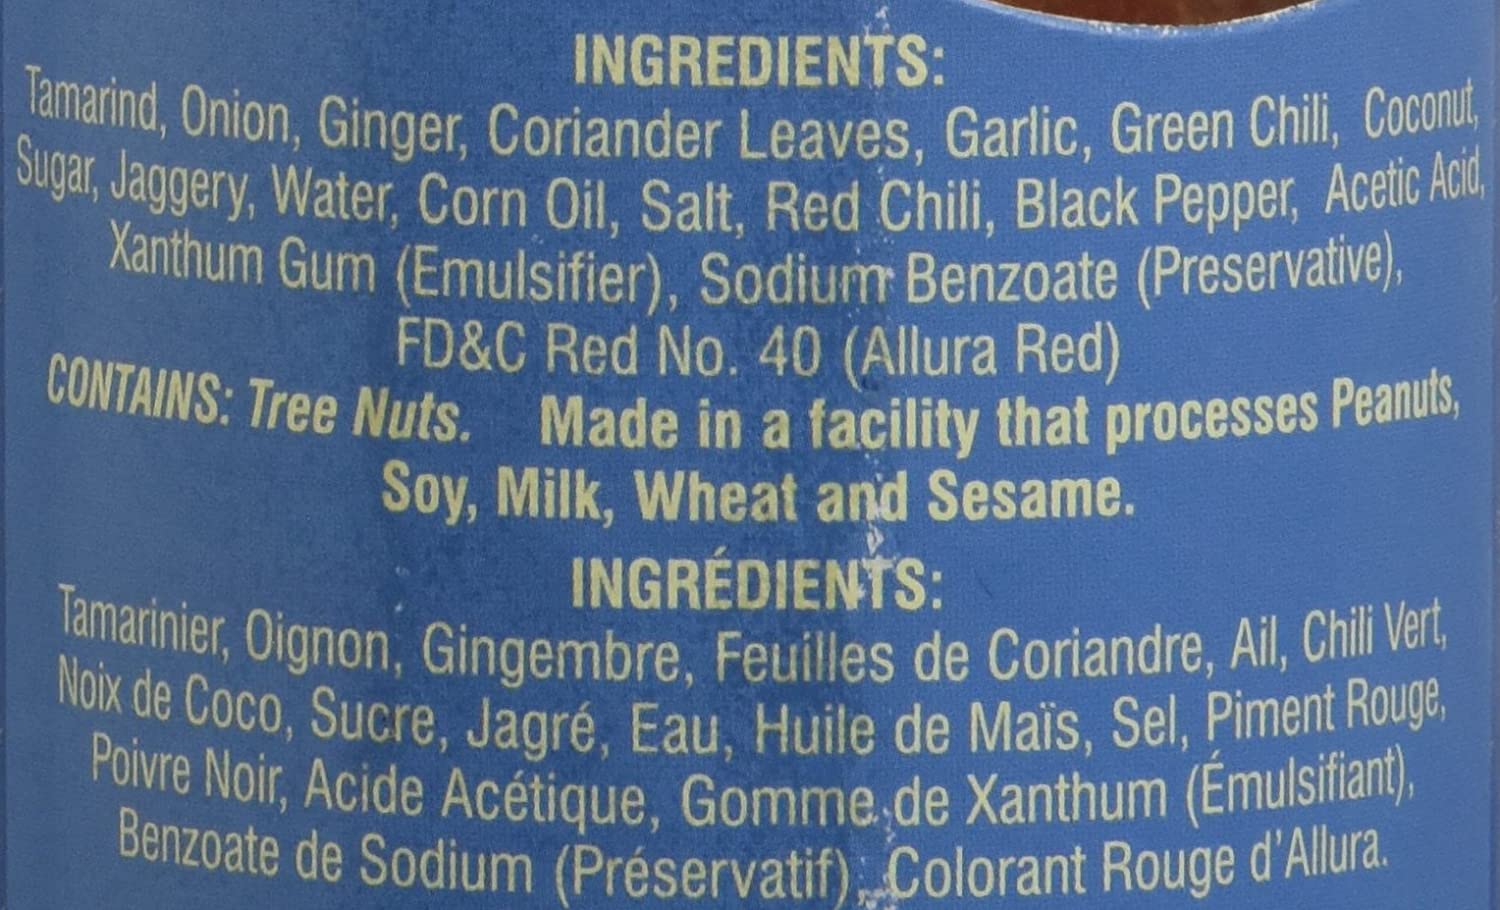 INGREDIENTS:
Tamarind, Onion, Ginger, Coriander Leaves, Garlic, Green Chili, Coconut,
Sugar, Jaggery, Water, Corn Oil, Salt, Red Chili, Black Pepper, Acetic Acid,
Xanthum Gum (Emulsifier), Sodium Benzoate (Preservative),
FD&C Red No. 40 (Allura Red)
CONTAINS: Tree Nuts. Made in a facility that processes Peanuts,
Soy, Milk, Wheat and Sesame.
INGRÉDIENTS:
Tamarinier, Oignon, Gingembre, Feuilles de Coriandre, Ail, Chili Vert,
Noix de Coco, Sucre, Jagré, Eau, Huile de Maïs, Sel, Piment Rouge,
Poivre Noir, Acide Acétique, Gomme de Xanthum (Émulsifiant),
Benzoate de Sodium (Préservatif), Colorant Rouge d'Allura.